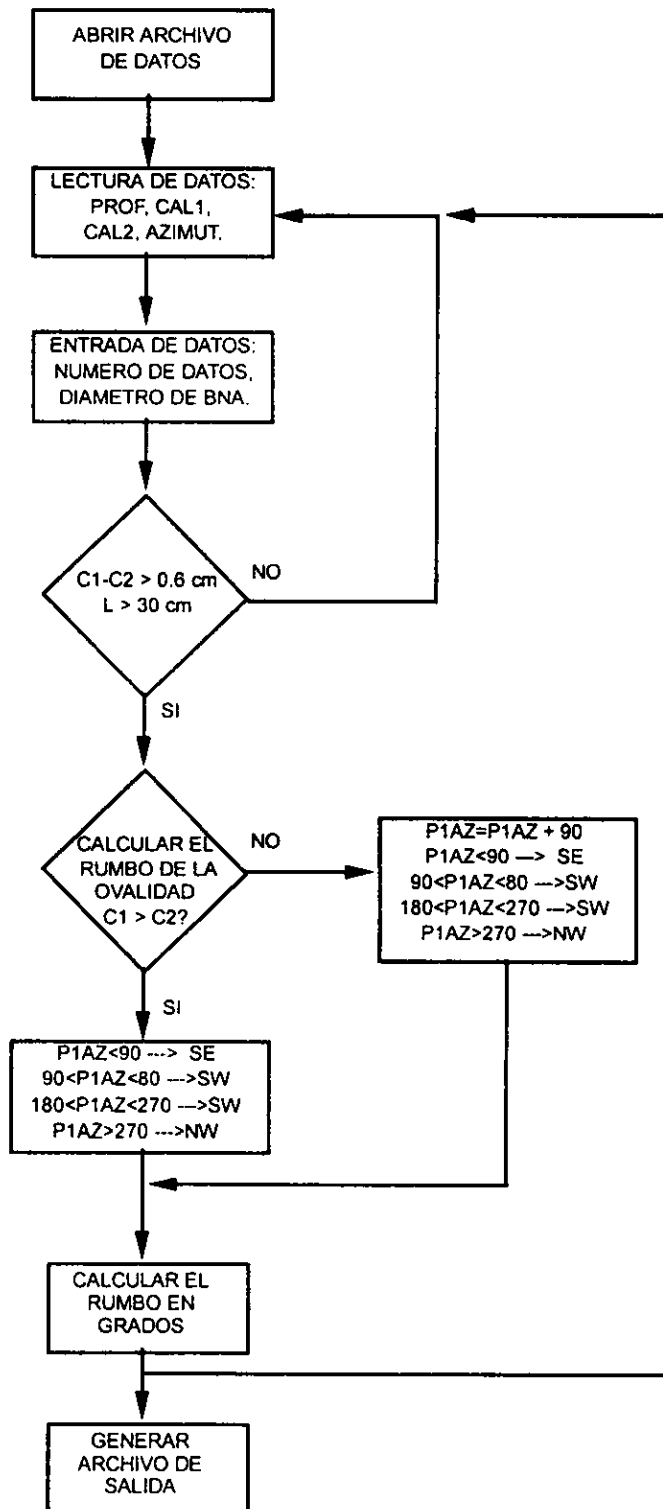 ABRIR ARCHIVO
DE DATOS
LECTURA DE DATOS:
PROF, CAL1,
CAL2, AZIMUT.
ENTRADA DE DATOS:
NUMERO DE DATOS,
DIAMETRO DE BNA.
C1-C2 > 0.6 cm
L > 30 cm
NO
SI
CALCULAR EL
RUMBO DE LA
OVALIDAD
C1 > C2?
NO
P1AZ=P1AZ + 90
P1AZ<90 ---> SE
90<P1AZ<80 --->SW
180<P1AZ<270 --->SW
P1AZ>270 --->NW
SI
P1AZ<90 ---> SE
90<P1AZ<80 --->SW
180<P1AZ<270 --->SW
P1AZ>270 --->NW
CALCULAR EL
RUMBO EN
GRADOS
GENERAR
ARCHIVO DE
SALIDA